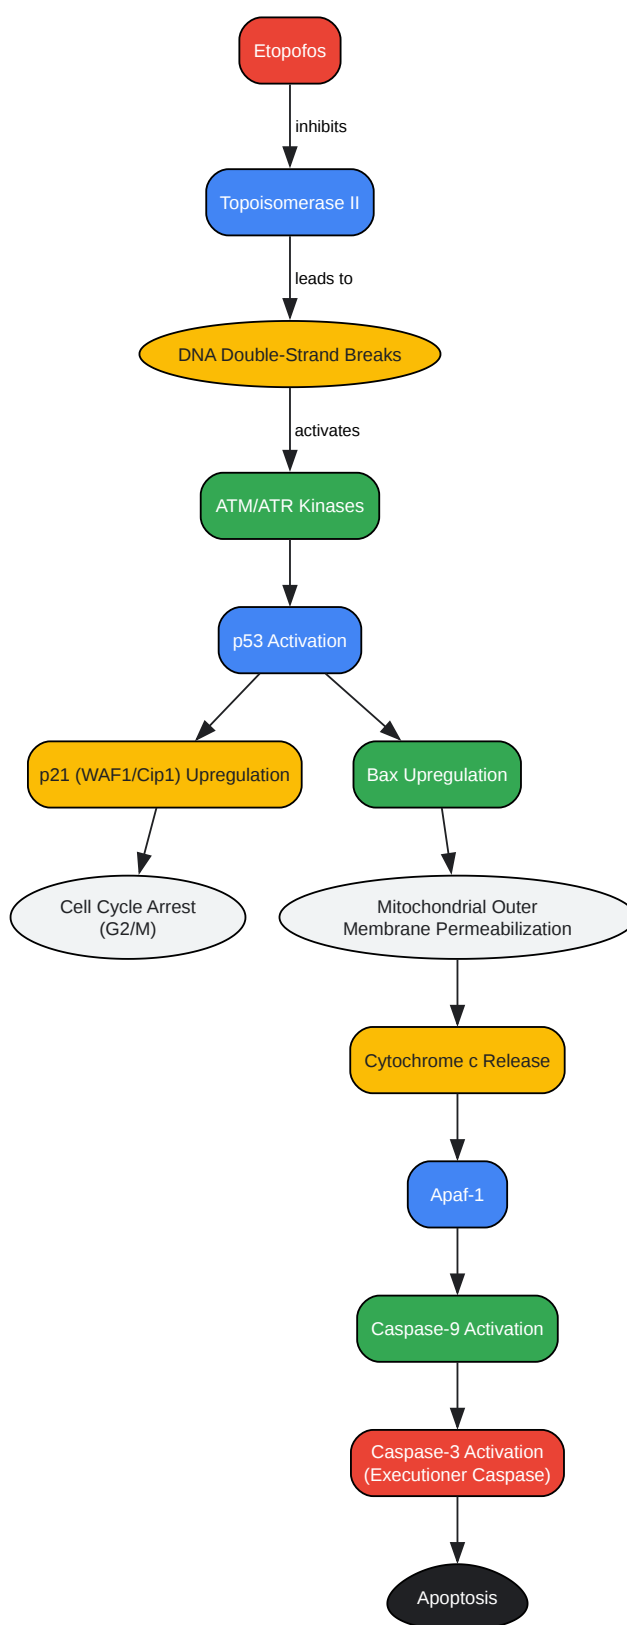 Etopofos
inhibits
Topoisomerase II
leads to
DNA Double-Strand Breaks
activates
ATM/ATR Kinases
p53 Activation
p21 (WAF1/Cip1) Upregulation
Bax Upregulation
Cell Cycle Arrest
(G2/M)
Mitochondrial Outer
Membrane Permeabilization
Cytochrome c Release
Apaf-1
Caspase-9 Activation
Caspase-3 Activation
(Executioner Caspase)
Apoptosis